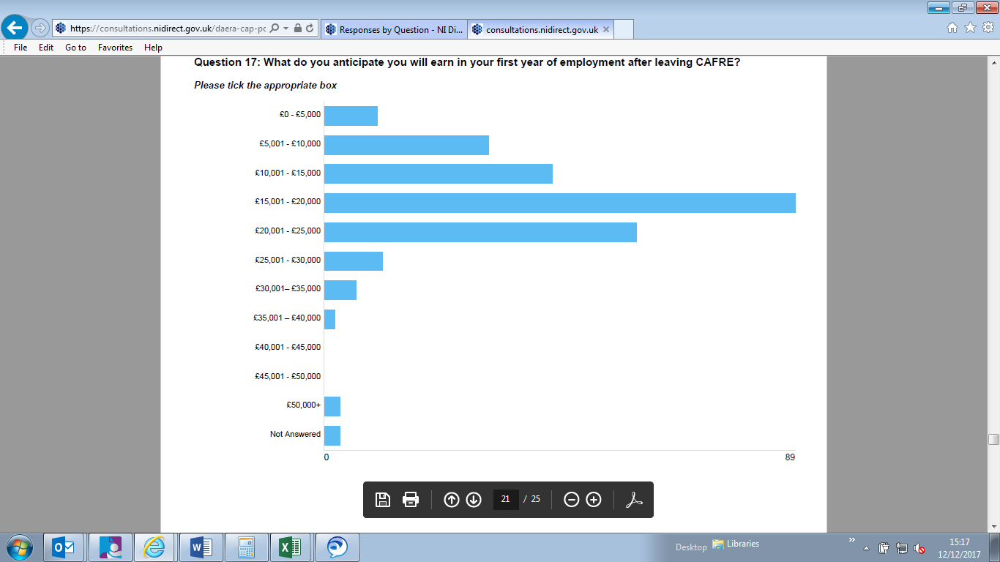 https://consultations.nidirect.gov.uk/daera-cap-pc
Responses by Question - NI Di...
consultations.nidirect.gov.uk
File Edit Go to Favorites Help
Question 17: What do you anticipate you will earn in your first year of employment after leaving CAFRE?
Please tick the appropriate box
£0 - £5,000
£5,001 - £10,000
£10,001 - £15,000
£15,001 - £20,000
£20,001 - £25,000
£25,001 - £30,000
£30,001– £35,000
£35,001 – £40,000
£40,001 - £45,000
£45,001 - £50,000
£50,000+
Not Answered
0 89
21 / 25
Desktop Libraries
15:17
12/12/2017